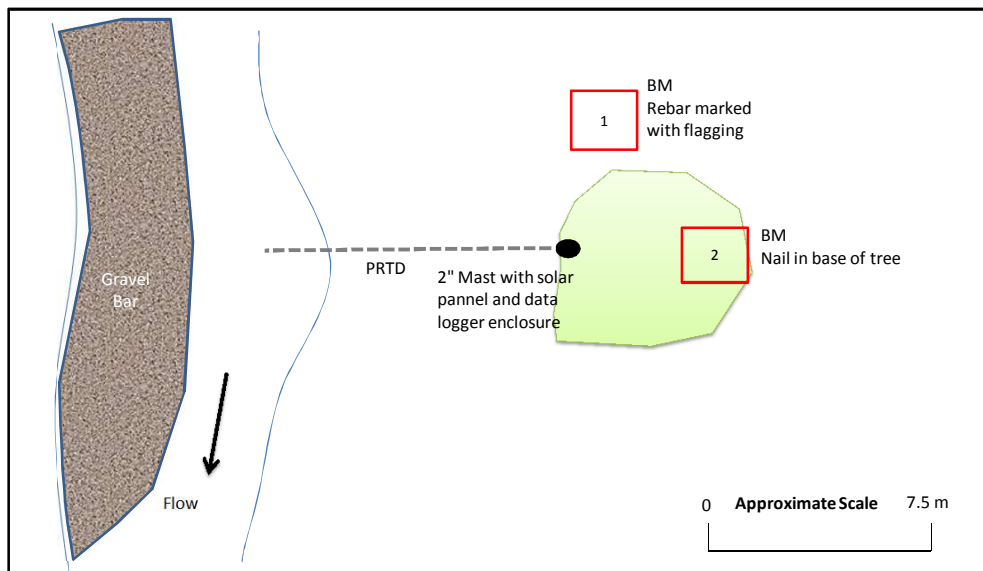 BM
Rebar marked
with flagging
1
BM
Nail in base of tree
2
PRTD
2" Mast with solar
pannel and data
logger enclosure
Gravel
Bar
Flow
0 Approximate Scale 7.5 m